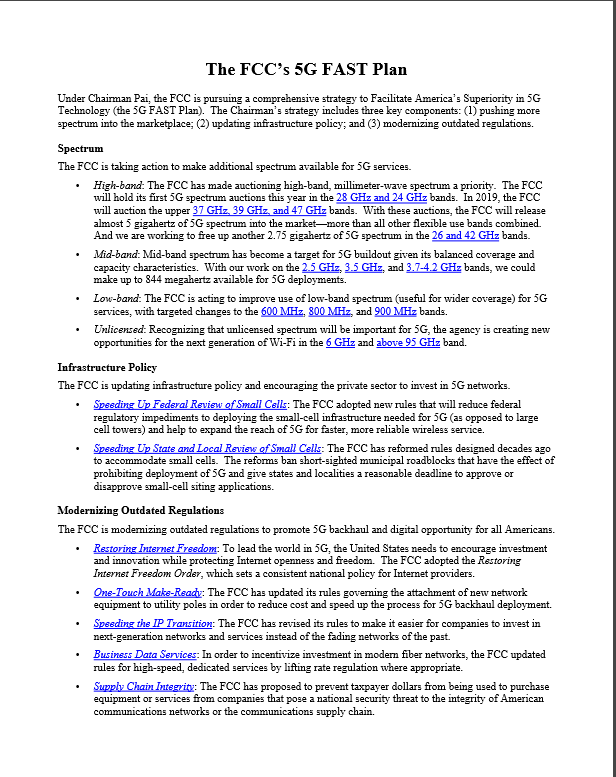 The FCC's 5G FAST Plan
Under Chairman Pai, the FCC is pursuing a comprehensive strategy to Facilitate America's Superiority in 5G
Technology (the 5G FAST Plan).  The Chairman's strategy includes three key components: (1) pushing more
spectrum into the marketplace; (2) updating infrastructure policy; and (3) modernizing outdated regulations.
Spectrum
The FCC is taking action to make additional spectrum available for 5G services.
• High-band: The FCC has made auctioning high-band, millimeter-wave spectrum a priority.  The FCC
will hold its first 5G spectrum auctions this year in the 28 GHz and 24 GHz bands.  In 2019, the FCC
will auction the upper 37 GHz, 39 GHz, and 47 GHz bands.  With these auctions, the FCC will release
almost 5 gigahertz of 5G spectrum into the market—more than all other flexible use bands combined.
And we are working to free up another 2.75 gigahertz of 5G spectrum in the 26 and 42 GHz bands.
• Mid-band: Mid-band spectrum has become a target for 5G buildout given its balanced coverage and
capacity characteristics.  With our work on the 2.5 GHz, 3.5 GHz, and 3.7-4.2 GHz bands, we could
make up to 844 megahertz available for 5G deployments.
• Low-band: The FCC is acting to improve use of low-band spectrum (useful for wider coverage) for 5G
services, with targeted changes to the 600 MHz, 800 MHz, and 900 MHz bands.
• Unlicensed: Recognizing that unlicensed spectrum will be important for 5G, the agency is creating new
opportunities for the next generation of Wi-Fi in the 6 GHz and above 95 GHz band.
Infrastructure Policy
The FCC is updating infrastructure policy and encouraging the private sector to invest in 5G networks.
• Speeding Up Federal Review of Small Cells: The FCC adopted new rules that will reduce federal
regulatory impediments to deploying the small-cell infrastructure needed for 5G (as opposed to large
cell towers) and help to expand the reach of 5G for faster, more reliable wireless service.
• Speeding Up State and Local Review of Small Cells: The FCC has reformed rules designed decades ago
to accommodate small cells.  The reforms ban short-sighted municipal roadblocks that have the effect of
prohibiting deployment of 5G and give states and localities a reasonable deadline to approve or
disapprove small-cell siting applications.
Modernizing Outdated Regulations
The FCC is modernizing outdated regulations to promote 5G backhaul and digital opportunity for all Americans.
• Restoring Internet Freedom: To lead the world in 5G, the United States needs to encourage investment
and innovation while protecting Internet openness and freedom.  The FCC adopted the Restoring
Internet Freedom Order, which sets a consistent national policy for Internet providers.
• One-Touch Make-Ready: The FCC has updated its rules governing the attachment of new network
equipment to utility poles in order to reduce cost and speed up the process for 5G backhaul deployment.
• Speeding the IP Transition: The FCC has revised its rules to make it easier for companies to invest in
next-generation networks and services instead of the fading networks of the past.
• Business Data Services: In order to incentivize investment in modern fiber networks, the FCC updated
rules for high-speed, dedicated services by lifting rate regulation where appropriate.
• Supply Chain Integrity: The FCC has proposed to prevent taxpayer dollars from being used to purchase
equipment or services from companies that pose a national security threat to the integrity of American
communications networks or the communications supply chain.